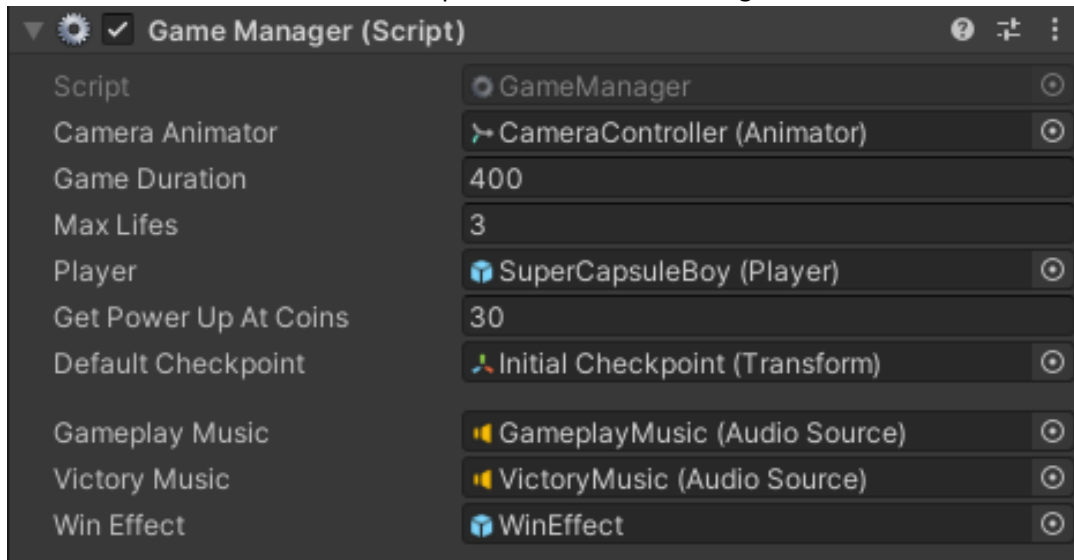 Game Manager (Script)
Script GameManager
Camera Animator CameraController (Animator)
Game Duration 400
Max Lifes 3
Player SuperCapsuleBoy (Player)
Get Power Up At Coins 30
Default Checkpoint Initial Checkpoint (Transform)
Gameplay Music GameplayMusic (Audio Source)
Victory Music VictoryMusic (Audio Source)
Win Effect WinEffect